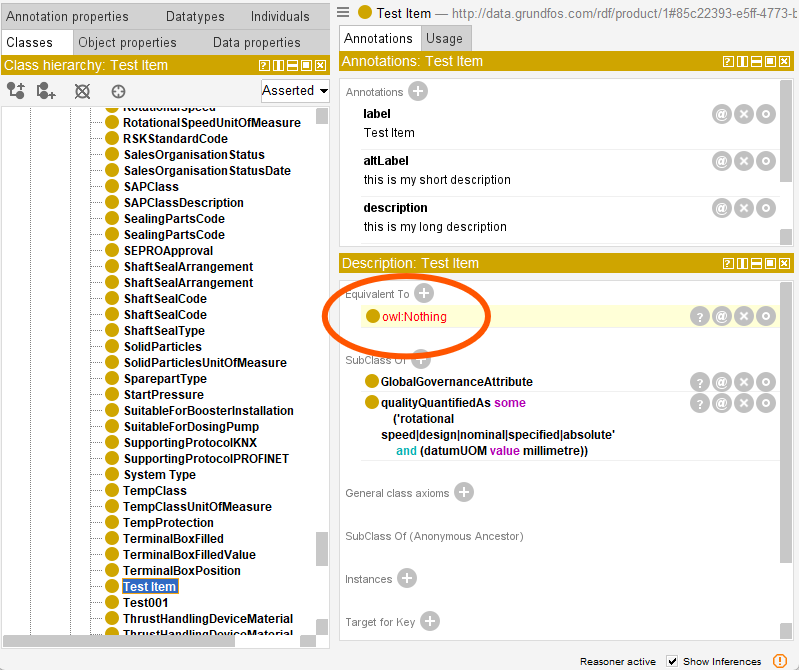 Annotation properties Datatypes Individuals
Classes Object properties Data properties
Class hierarchy: Test Item
Asserted
RotationalSpeed
RotationalSpeedUnitOfMeasure
RSKStandardCode
SalesOrganisationStatus
SalesOrganisationStatusDate
SAPClass
SAPClassDescription
SealingPartsCode
SealingPartsCode
SEPROApproval
ShaftSealArrangement
ShaftSealArrangement
ShaftSealCode
ShaftSealCode
ShaftSealType
SolidParticles
SolidParticlesUnitOfMeasure
SparepartType
StartPressure
SuitableForBoosterInstallation
SuitableForDosingPump
SupportingProtocolKNX
SupportingProtocolPROFINET
System Type
TempClass
TempClassUnitOfMeasure
TempProtection
TerminalBoxFilled
TerminalBoxFilledValue
TerminalBoxPosition
Test Item
Test001
ThrustHandlingDeviceMaterial
ThrustHandlingDeviceMaterial
Test Item — http://data.grundfos.com/rdf/product/1#85c22393-e5ff-4773-b
Annotations Usage
Annotations: Test Item
Annotations
label
Test Item
altLabel
this is my short description
description
this is my long description
Description: Test Item
Equivalent To
owl:Nothing
SubClass Of
GlobalGovernanceAttribute
qualityQuantifiedAs some
('rotational
speed|design|nominal|specified|absolute'
and (datumUOM value millimetre))
General class axioms
SubClass Of (Anonymous Ancestor)
Instances
Target for Key
Reasoner active Show Inferences